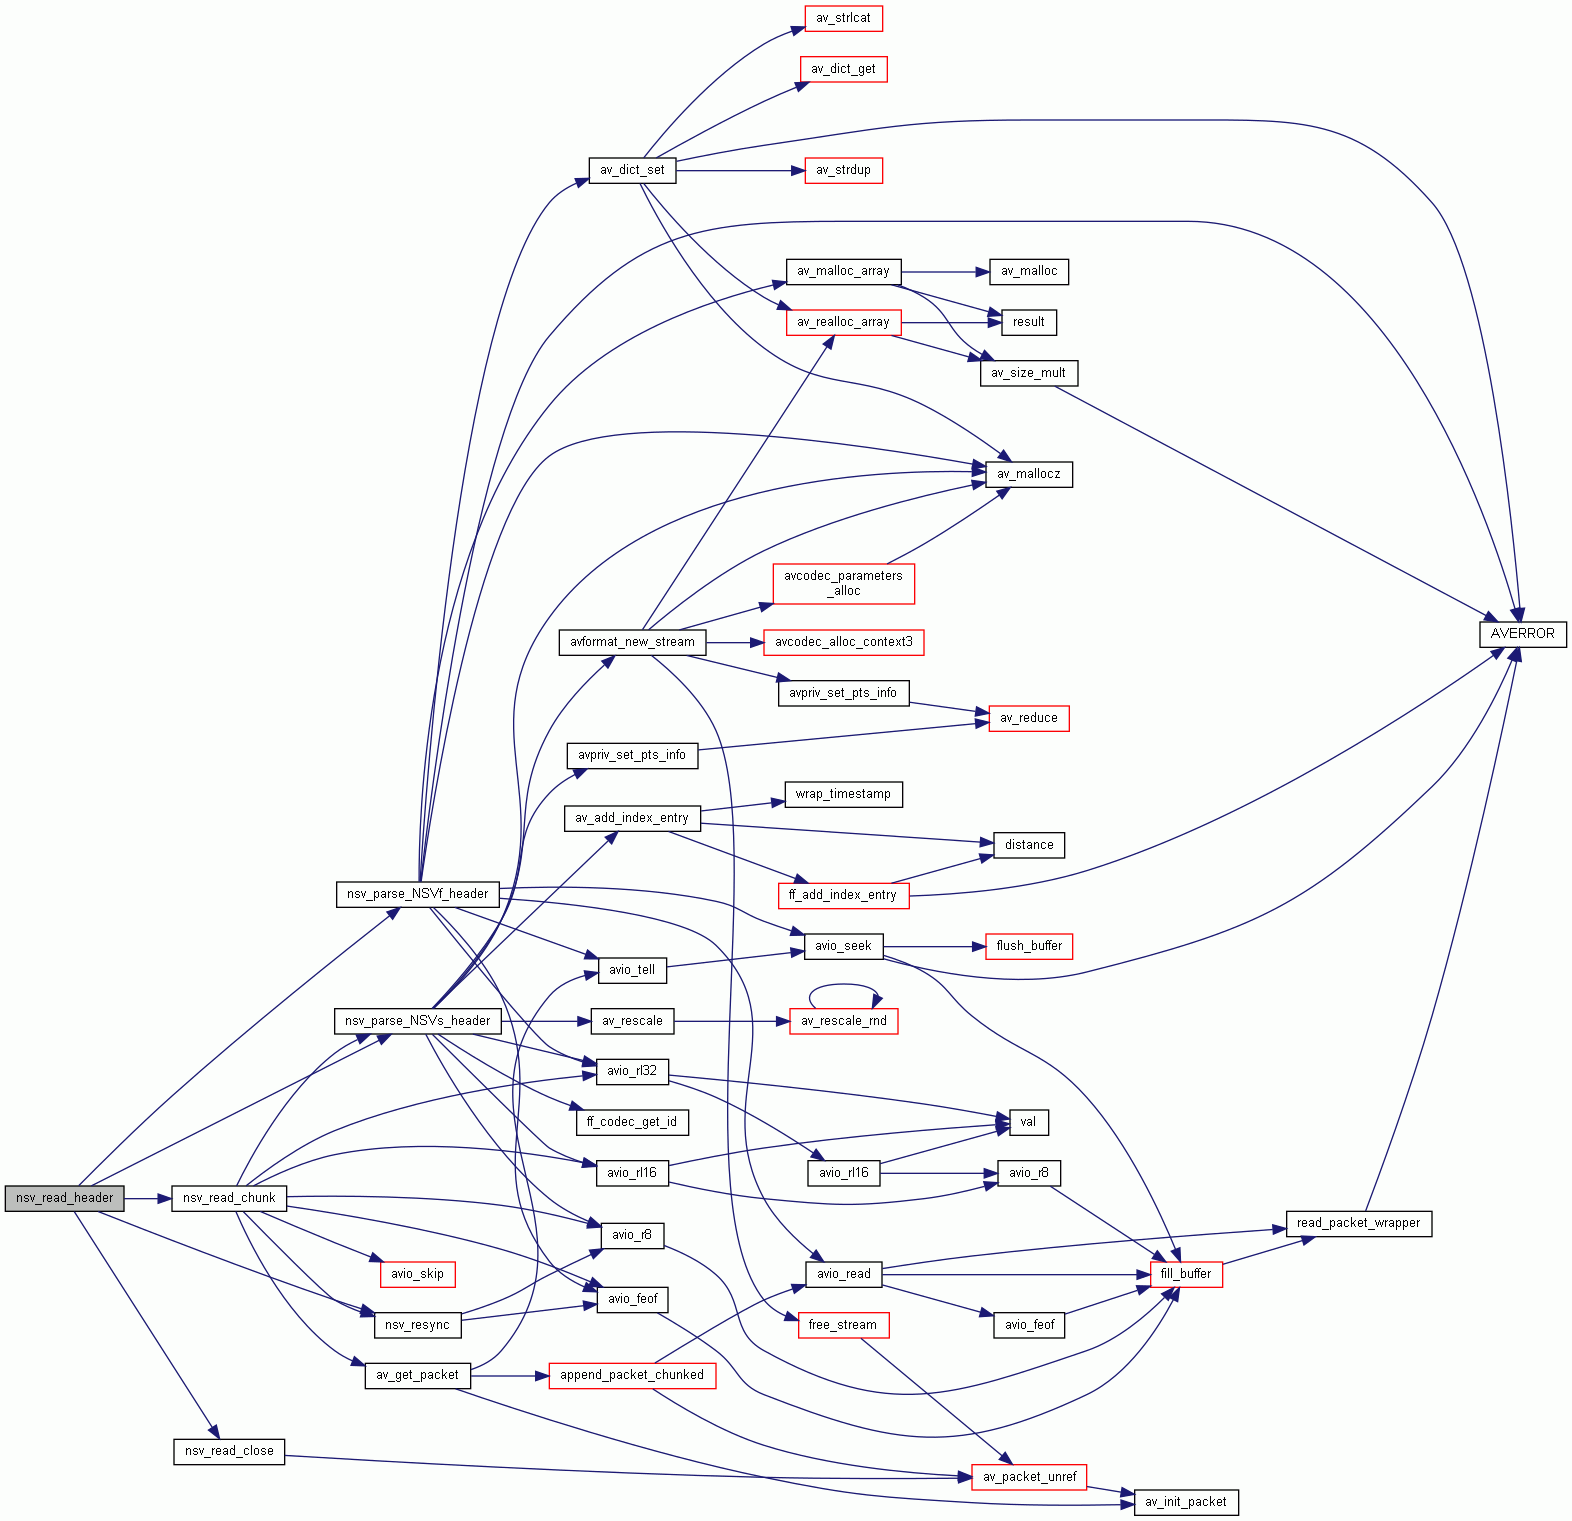 av_strlcat
av_dict_get
av_dict_set
av_strdup
av_malloc_array
av_malloc
av_realloc_array
result
av_size_mult
av_mallocz
avcodec_parameters
_alloc
AVERROR
avformat_new_stream
avcodec_alloc_context3
avpriv_set_pts_info
av_reduce
avpriv_set_pts_info
wrap_timestamp
av_add_index_entry
distance
nsv_parse_NSVf_header
ff_add_index_entry
avio_seek
flush_buffer
avio_tell
nsv_parse_NSVs_header
av_rescale
av_rescale_rnd
avio_rl32
ff_codec_get_id
val
avio_rl16
avio_rl16
avio_r8
nsv_read_header
nsv_read_chunk
read_packet_wrapper
avio_r8
avio_skip
avio_read
fill_buffer
avio_feof
nsv_resync
free_stream
avio_feof
av_get_packet
append_packet_chunked
nsv_read_close
av_packet_unref
av_init_packet